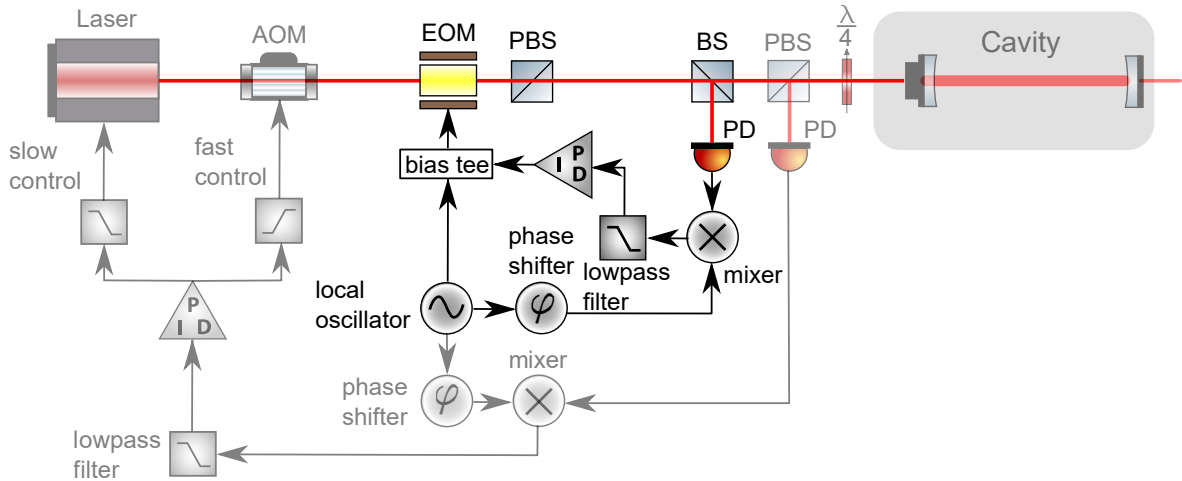 Laser
AOM
EOM
PBS
BS
PBS
λ
4
Cavity
PD
PD
slow
control
fast
control
bias tee
P
I D
phase
shifter
lowpass
filter
mixer
local
oscillator
φ
P
I D
phase
shifter
φ
mixer
lowpass
filter